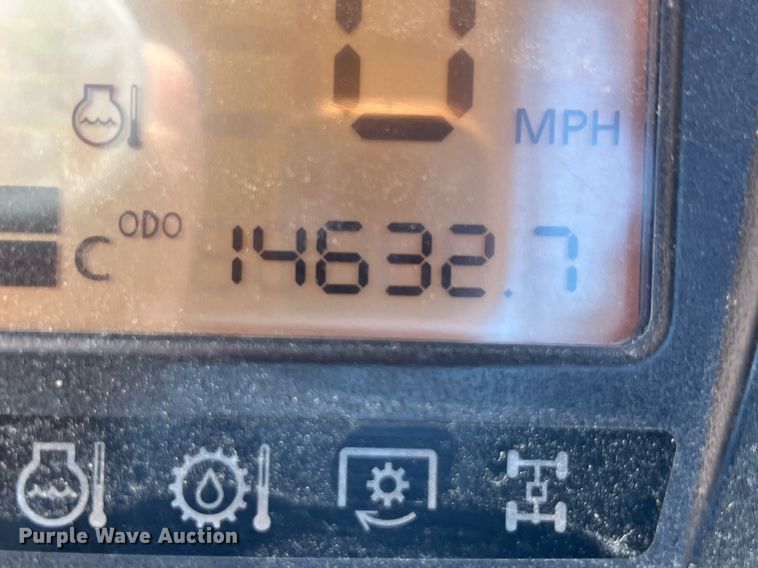 0
MPH
ODO
C 14632.7
Purple Wave Auction